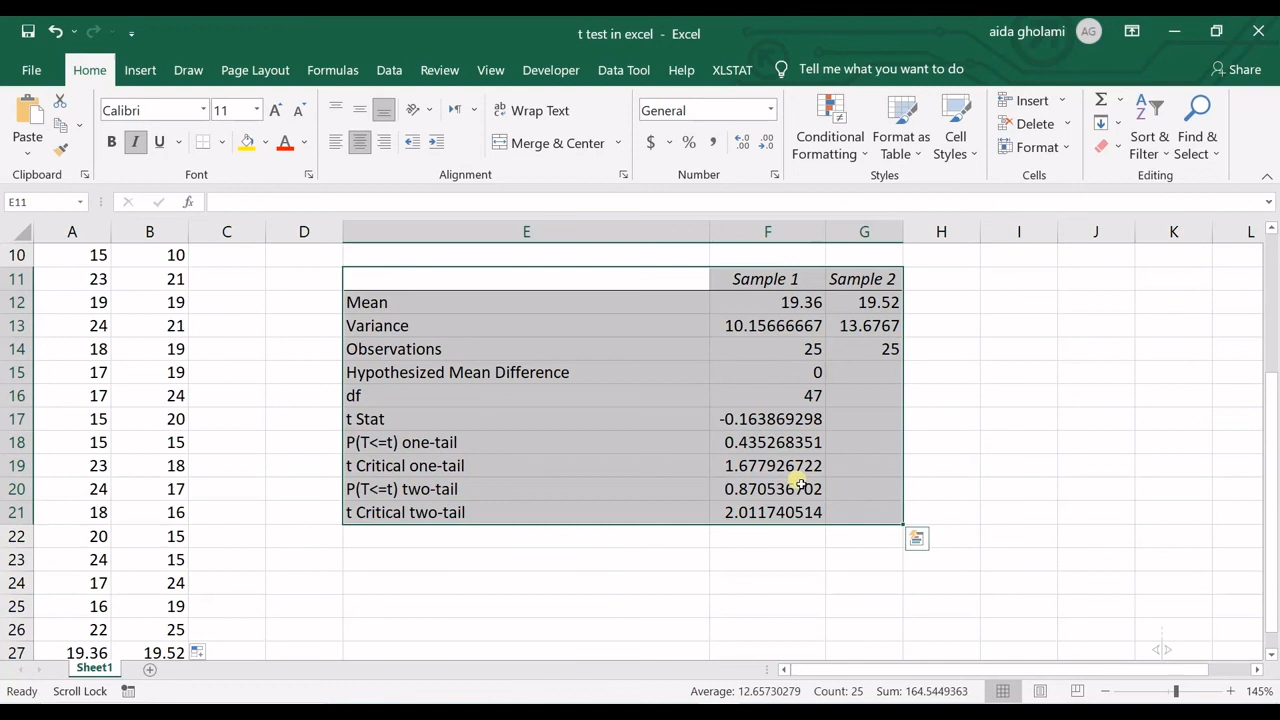 t test in excel - Excel
aida gholami AG
File Home Insert Draw Page Layout Formulas Data Review View Developer Data Tool Help XLSTAT Tell me what you want to do Share
Paste Calibri 11 Wrap Text General Conditional Formatting Format as Table Cell Styles Insert Delete Format Sort & Filter Find & Select
B I U Merge & Center $ %
Clipboard Font Alignment Number Styles Cells Editing
E11 fx
A B C D E F G H I J K L
10 15 10
11 23 21 Sample 1 Sample 2
12 19 19 Mean 19.36 19.52
13 24 21 Variance 10.15666667 13.6767
14 18 19 Observations 25 25
15 17 19 Hypothesized Mean Difference 0
16 17 24 df 47
17 15 20 t Stat -0.163869298
18 15 15 P(T<=t) one-tail 0.435268351
19 23 18 t Critical one-tail 1.677926722
20 24 17 P(T<=t) two-tail 0.870536702
21 18 16 t Critical two-tail 2.011740514
22 20 15
23 24 15
24 17 24
25 16 19
26 22 25
27 19.36 19.52
Sheet1
Ready Scroll Lock Average: 12.65730279 Count: 25 Sum: 164.5449363 145%